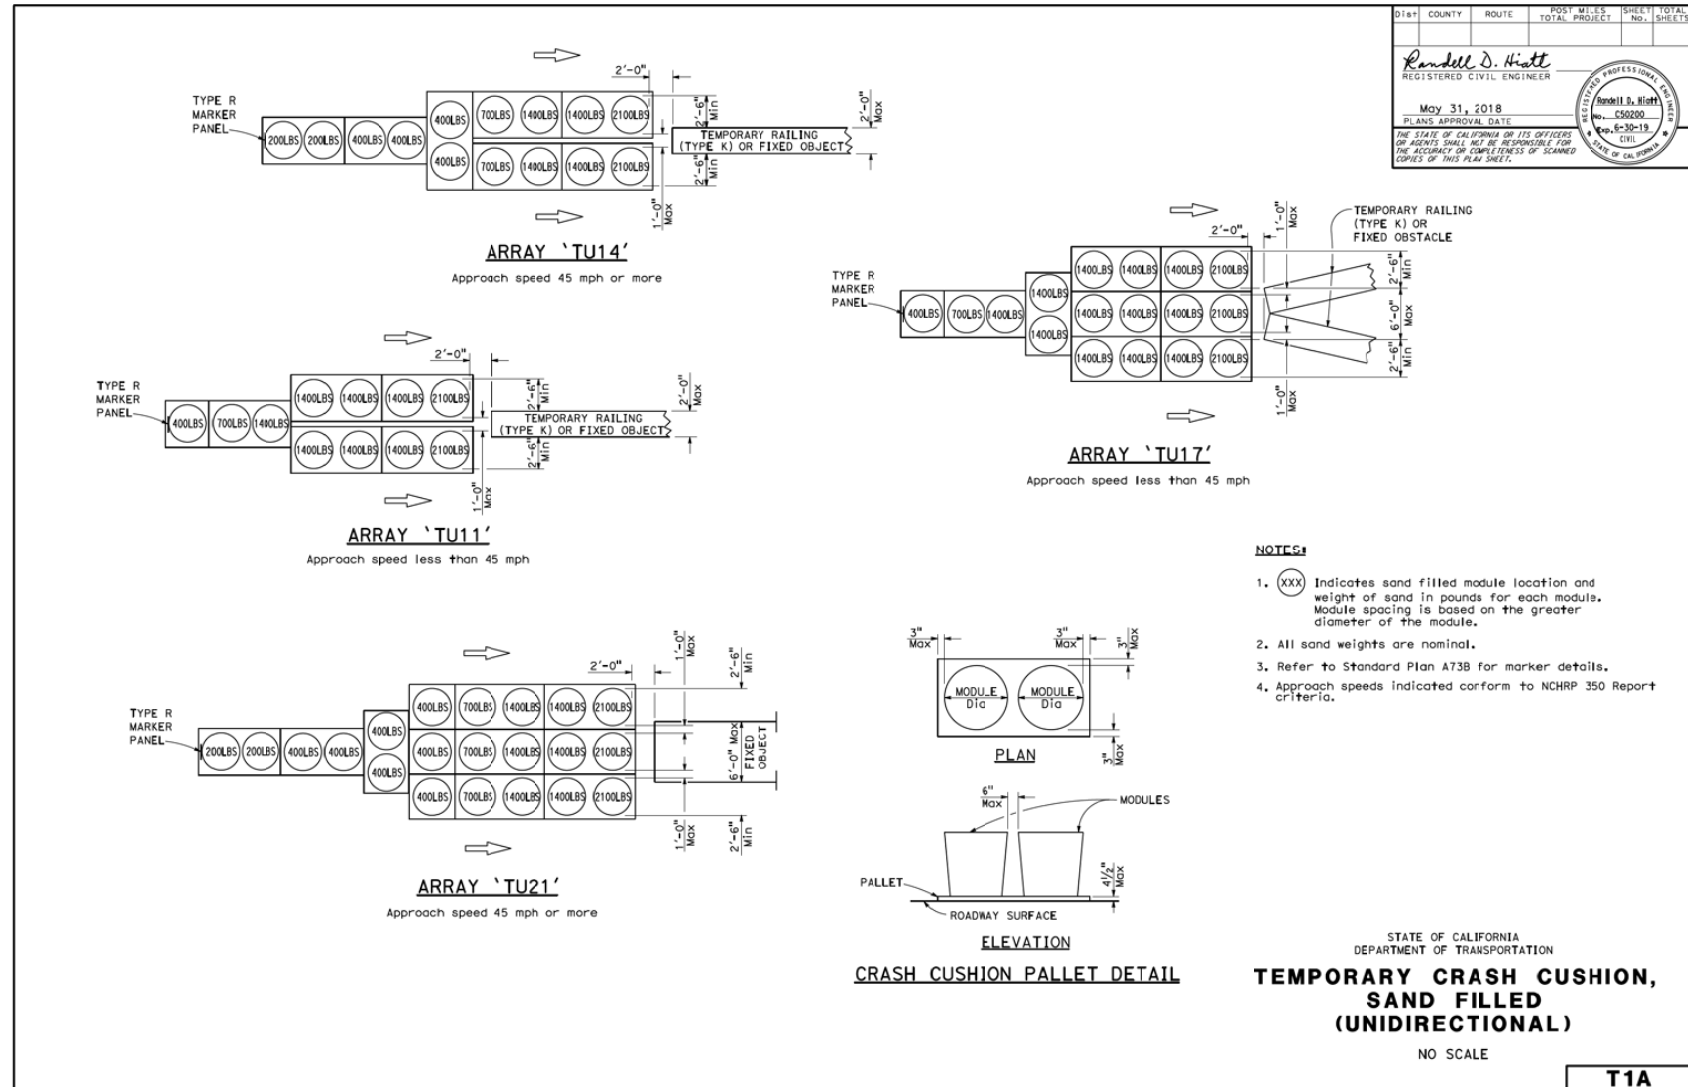 Dist COUNTY ROUTE POST MILES TOTAL PROJECT SHEET No. TOTAL SHEETS
Randell D. Hiatt
REGISTERED CIVIL ENGINEER
May 31, 2018
PLANS APPROVAL DATE
THE STATE OF CALIFORNIA OR ITS OFFICERS
OR AGENTS SHALL NOT BE RESPONSIBLE FOR
THE ACCURACY OR COMPLETENESS OF SCANNED
COPIES OF THIS PLAN SHEET.
REGISTERED PROFESSIONAL ENGINEER
Randell D. Hiatt
No. C50200
Exp. 6-30-19
CIVIL
STATE OF CALIFORNIA
2'-0"
TYPE R
MARKER
PANEL
200LBS 200LBS 400LBS 400LBS
400LBS 700LBS 1400LBS 1400LBS 2100LBS
400LBS 700LBS 1400LBS 1400LBS 2100LBS
2'-6" Min
2'-6" Min
1'-0" Max
2'-0" Max
TEMPORARY RAILING
(TYPE K) OR FIXED OBJECT
ARRAY 'TU14'
Approach speed 45 mph or more
2'-0"
TYPE R
MARKER
PANEL
400LBS 700LBS 1400LBS
1400LBS 1400LBS 1400LBS 2100LBS
1400LBS 1400LBS 1400LBS 2100LBS
2'-6" Min
2'-6" Min
1'-0" Max
2'-0" Max
TEMPORARY RAILING
(TYPE K) OR FIXED OBJECT
ARRAY 'TU11'
Approach speed less than 45 mph
2'-0"
1'-0" Max
TEMPORARY RAILING
(TYPE K) OR
FIXED OBSTACLE
TYPE R
MARKER
PANEL
400LBS 700LBS 1400LBS
1400LBS
1400LBS
1400LBS 1400LBS 1400LBS 2100LBS
1400LBS 1400LBS 1400LBS 2100LBS
1400LBS 1400LBS 1400LBS 2100LBS
2'-6" Min
6'-0" Max
2'-6" Min
1'-0" Max
ARRAY 'TU17'
Approach speed less than 45 mph
2'-0"
1'-0" Max
2'-6" Min
TYPE R
MARKER
PANEL
200LBS 200LBS 400LBS 400LBS
400LBS
400LBS
400LBS 700LBS 1400LBS 1400LBS 2100LBS
400LBS 700LBS 1400LBS 1400LBS 2100LBS
400LBS 700LBS 1400LBS 1400LBS 2100LBS
6'-0" Max
FIXED
OBJECT
1'-0" Max
2'-6" Min
ARRAY 'TU21'
Approach speed 45 mph or more
3" Max
3" Max
3" Max
MODULE Dia
MODULE Dia
3" Max
PLAN
6" Max
MODULES
4½" Max
PALLET
ROADWAY SURFACE
ELEVATION
CRASH CUSHION PALLET DETAIL
NOTES:
1. XXX Indicates sand filled module location and
weight of sand in pounds for each module.
Module spacing is based on the greater
diameter of the module.
2. All sand weights are nominal.
3. Refer to Standard Plan A73B for marker details.
4. Approach speeds indicated corform to NCHRP 350 Report
criteria.
STATE OF CALIFORNIA
DEPARTMENT OF TRANSPORTATION
TEMPORARY CRASH CUSHION,
SAND FILLED
(UNIDIRECTIONAL)
NO SCALE
T1A